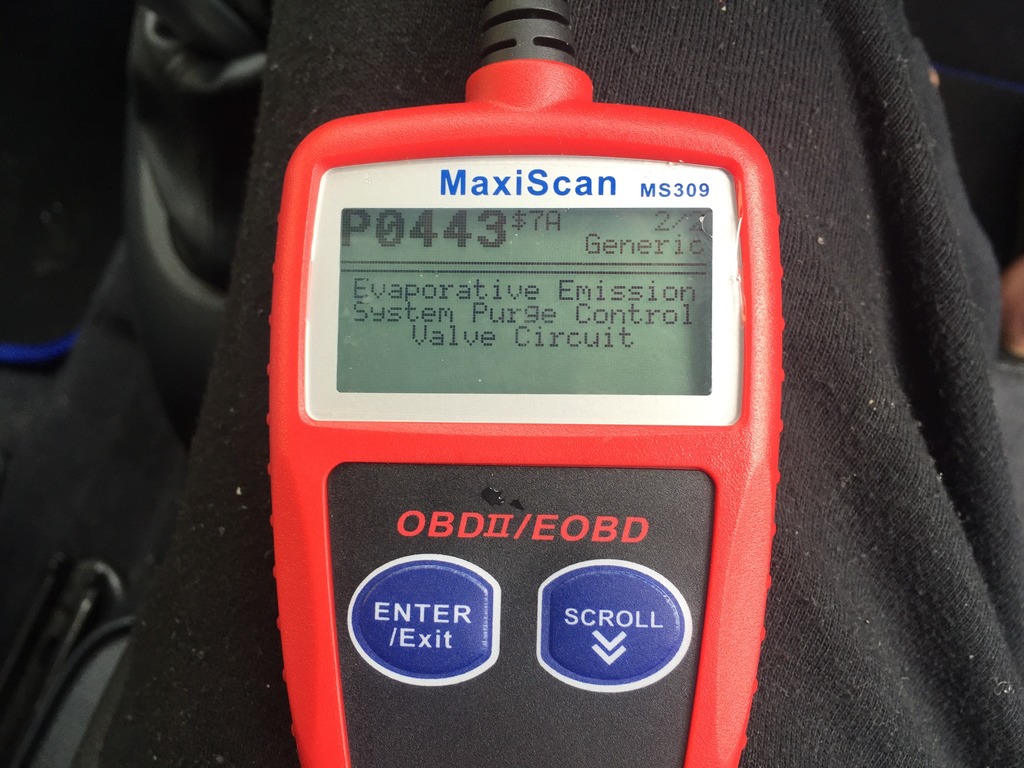 MaxiScan MS309
P0443 $7A 2/2
Generic
Evaporative Emission
System Purge Control
Valve Circuit
OBDII/EOBD
ENTER
/Exit
SCROLL